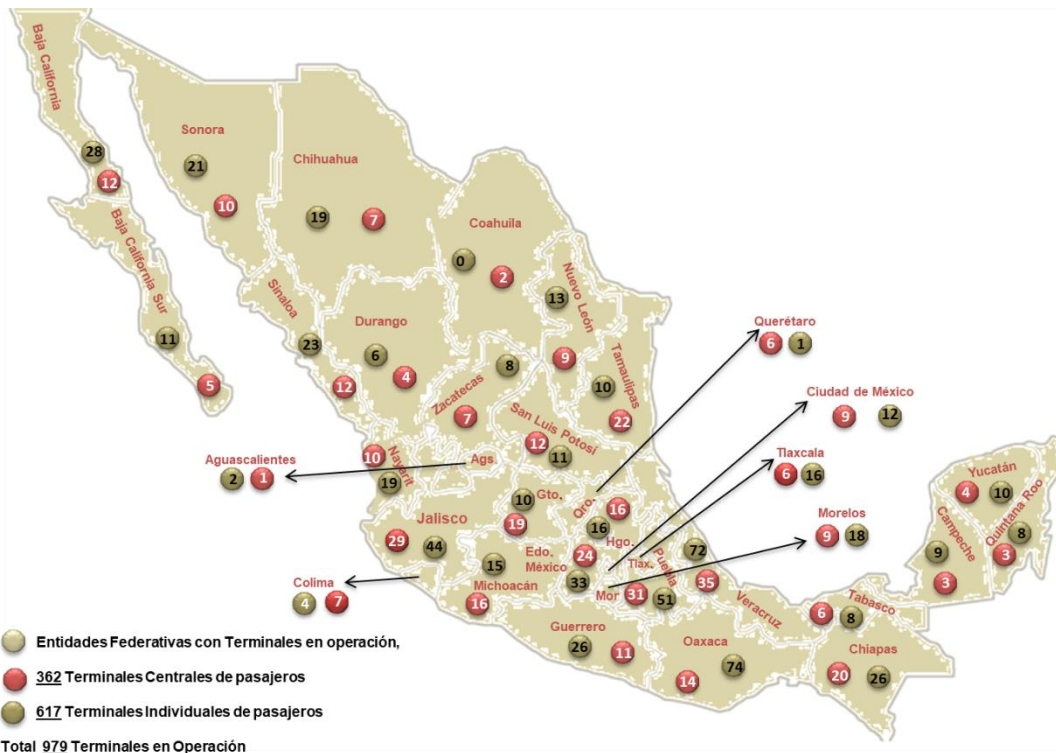 Baja California
28
12
Sonora
21
10
Chihuahua
19
7
Coahuila
0
2
Nuevo León
13
9
Tamaulipas
10
22
Baja California Sur
11
5
Sinaloa
23
12
Durango
6
4
Zacatecas
8
7
San Luis Potosí
12
11
Nayarit
10
19
Ags.
Aguascalientes
2 1
Querétaro
6 1
Ciudad de México
9 12
Tlaxcala
6 16
Morelos
9 18
Yucatán
4 10
Quintana Roo
8
3
Campeche
9
3
Jalisco
29 44
Gto.
10
19
Qro.
16
16
Hgo.
Edo.
México
24
33
Tlax.
Mor
Puebla
31 51
72
35
Veracruz
Michoacán
15
16
Colima
4 7
Guerrero
26 11
Oaxaca
74
14
Tabasco
6 8
Chiapas
20 26
Entidades Federativas con Terminales en operación,
362 Terminales Centrales de pasajeros
617 Terminales Individuales de pasajeros
Total 979 Terminales en Operación